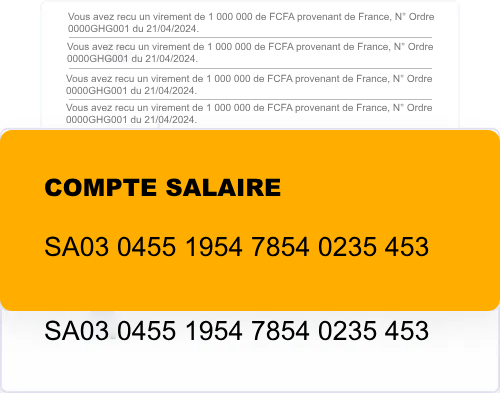 Vous avez recu un virement de 1 000 000 de FCFA provenant de France, N° Ordre
0000GHG001 du 21/04/2024.
Vous avez recu un virement de 1 000 000 de FCFA provenant de France, N° Ordre
0000GHG001 du 21/04/2024.
Vous avez recu un virement de 1 000 000 de FCFA provenant de France, N° Ordre
0000GHG001 du 21/04/2024.
Vous avez recu un virement de 1 000 000 de FCFA provenant de France, N° Ordre
0000GHG001 du 21/04/2024.
COMPTE SALAIRE
SA03 0455 1954 7854 0235 453
SA03 0455 1954 7854 0235 453